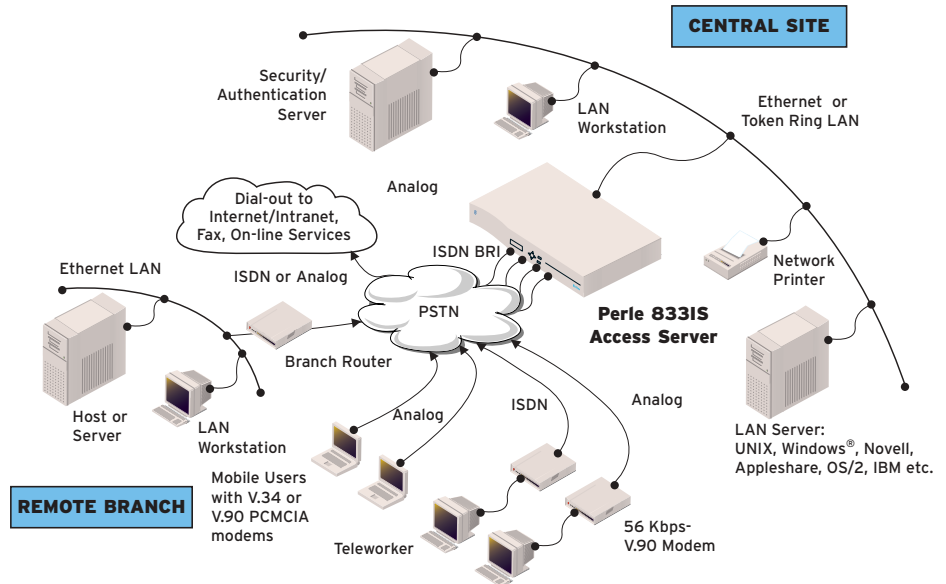 CENTRAL SITE
Security/
Authentication
Server
LAN
Workstation
Ethernet or
Token Ring LAN
Analog
Dial-out to
Internet/Intranet,
Fax, On-line Services
ISDN BRI
Network
Printer
Ethernet LAN
ISDN or Analog
PSTN
Perle 833IS
Access Server
Branch Router
Host or
Server
LAN
Workstation
Analog
ISDN
Analog
LAN Server:
UNIX, Windows®, Novell,
Appleshare, OS/2, IBM etc.
REMOTE BRANCH
Mobile Users
with V.34 or
V.90 PCMCIA
modems
Teleworker
56 Kbps-
V.90 Modem